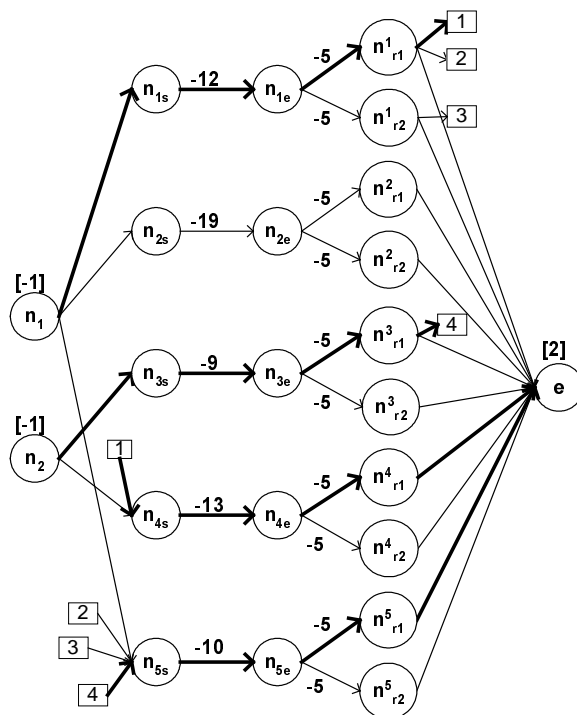 1
-5 n¹r1
2
-12
n1s n1e
-5 n¹r2 3
-5 n²r1
-19
n2s n2e
-5 n²r2
[-1]
n1
-5 n³r1 4
[2]
-9
n3s n3e
e
-5 n³r2
[-1]
n2
1
-5 n⁴r1
-13
n4s n4e
-5 n⁴r2
2
-5 n⁵r1
3
-10
n5s n5e
4
-5 n⁵r2